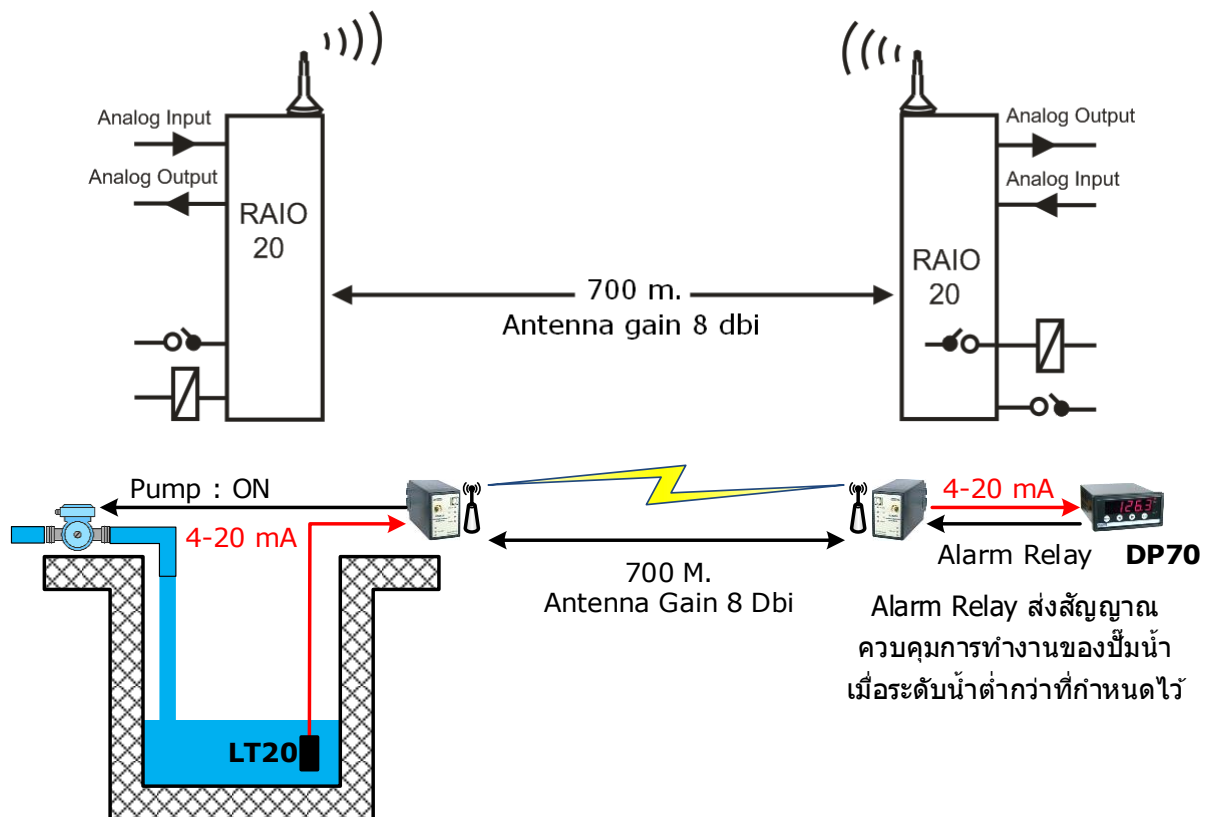 Analog Input
Analog Output
RAIO
20
Analog Output
Analog Input
RAIO
20
700 m.
Antenna gain 8 dbi
Pump : ON
4-20 mA
LT20
700 M.
Antenna Gain 8 Dbi
4-20 mA
126.3
Alarm Relay DP70
Alarm Relay ส่งสัญญาณ
ควบคุมการทำงานของปั๊มน้ำ
เมื่อระดับน้ำต่ำกว่าที่กำหนดไว้